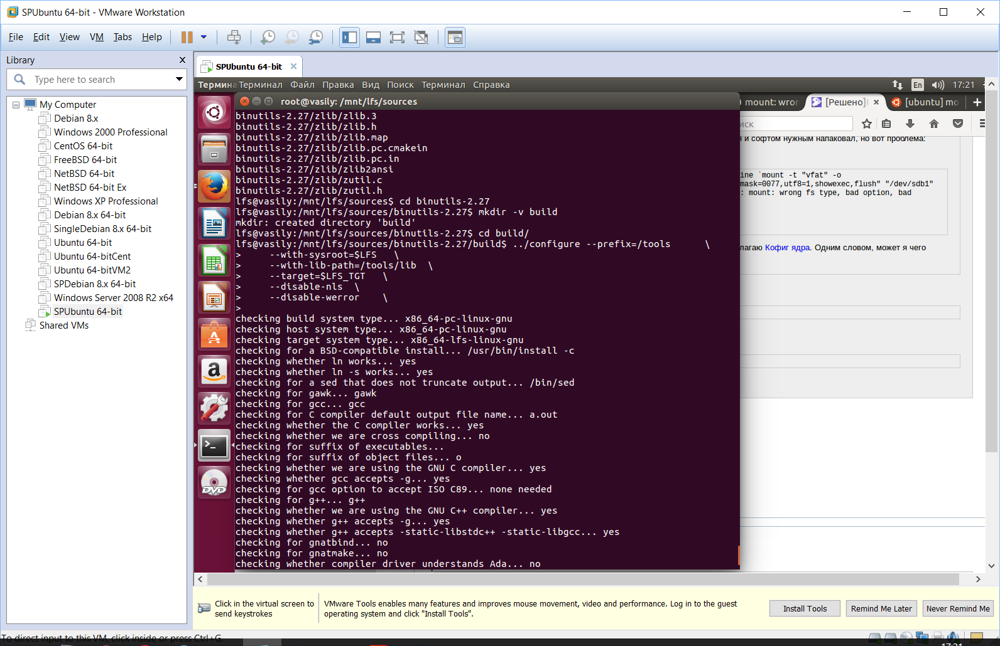 SPUbuntu 64-bit - VMware Workstation
File Edit View VM Tabs Help
Library
Type here to search
My Computer
Debian 8.x
Windows 2000 Professional
CentOS 64-bit
FreeBSD 64-bit
NetBSD 64-bit
NetBSD 64-bit Ex
Windows XP Professional
Debian 8.x 64-bit
SingleDebian 8.x 64-bit
Ubuntu 64-bit
Ubuntu 64-bitCent
Ubuntu 64-bitVM2
SPDebian 8.x 64-bit
Windows Server 2008 R2 x64
SPUbuntu 64-bit
Shared VMs
SPUbuntu 64-bit
Термина Терминал Файл Правка Вид Поиск Терминал Справка En 17:21
root@vasily: /mnt/lfs/sources
mount: wron [Решено] [ubuntu] mo
иск
binutils-2.27/zlib/zlib.3
binutils-2.27/zlib/zlib.h
binutils-2.27/zlib/zlib.map
binutils-2.27/zlib/zlib.pc.cmakein
binutils-2.27/zlib/zlib.pc.in
binutils-2.27/zlib/zlib2ansi
binutils-2.27/zlib/zutil.c
binutils-2.27/zlib/zutil.h
lfs@vasily:/mnt/lfs/sources$ cd binutils-2.27
lfs@vasily:/mnt/lfs/sources/binutils-2.27$ mkdir -v build
mkdir: created directory 'build'
lfs@vasily:/mnt/lfs/sources/binutils-2.27$ cd build/
lfs@vasily:/mnt/lfs/sources/binutils-2.27/build$ ../configure --prefix=/tools \
> --with-sysroot=$LFS \
> --with-lib-path=/tools/lib \
> --target=$LFS_TGT \
> --disable-nls \
> --disable-werror \
>
checking build system type... x86_64-pc-linux-gnu
checking host system type... x86_64-pc-linux-gnu
checking target system type... x86_64-lfs-linux-gnu
checking for a BSD-compatible install... /usr/bin/install -c
checking whether ln works... yes
checking whether ln -s works... yes
checking for a sed that does not truncate output... /bin/sed
checking for gawk... gawk
checking for gcc... gcc
checking for C compiler default output file name... a.out
checking whether the C compiler works... yes
checking whether we are cross compiling... no
checking for suffix of executables...
checking for suffix of object files... o
checking whether we are using the GNU C compiler... yes
checking whether gcc accepts -g... yes
checking for gcc option to accept ISO C89... none needed
checking for g++... g++
checking whether we are using the GNU C++ compiler... yes
checking whether g++ accepts -g... yes
checking whether g++ accepts -static-libstdc++ -static-libgcc... yes
checking for gnatbind... no
checking for gnatmake... no
checking whether compiler driver understands Ada... no
я и софтом нужным напаковал, но вот проблема:
ine `mount -t "vfat" -o
mask=0077,utf8=1,showexec,flush" "/dev/sdb1"
: mount: wrong fs type, bad option, bad
лагаю Кофиг ядра. Одним словом, может я чего
a
DVD
Click in the virtual screen to
send keystrokes
VMware Tools enables many features and improves mouse movement, video and performance. Log in to the guest
operating system and click "Install Tools".
Install Tools
Remind Me Later
Never Remind Me
To direct input to this VM, click inside or press Ctrl+G.
17:21